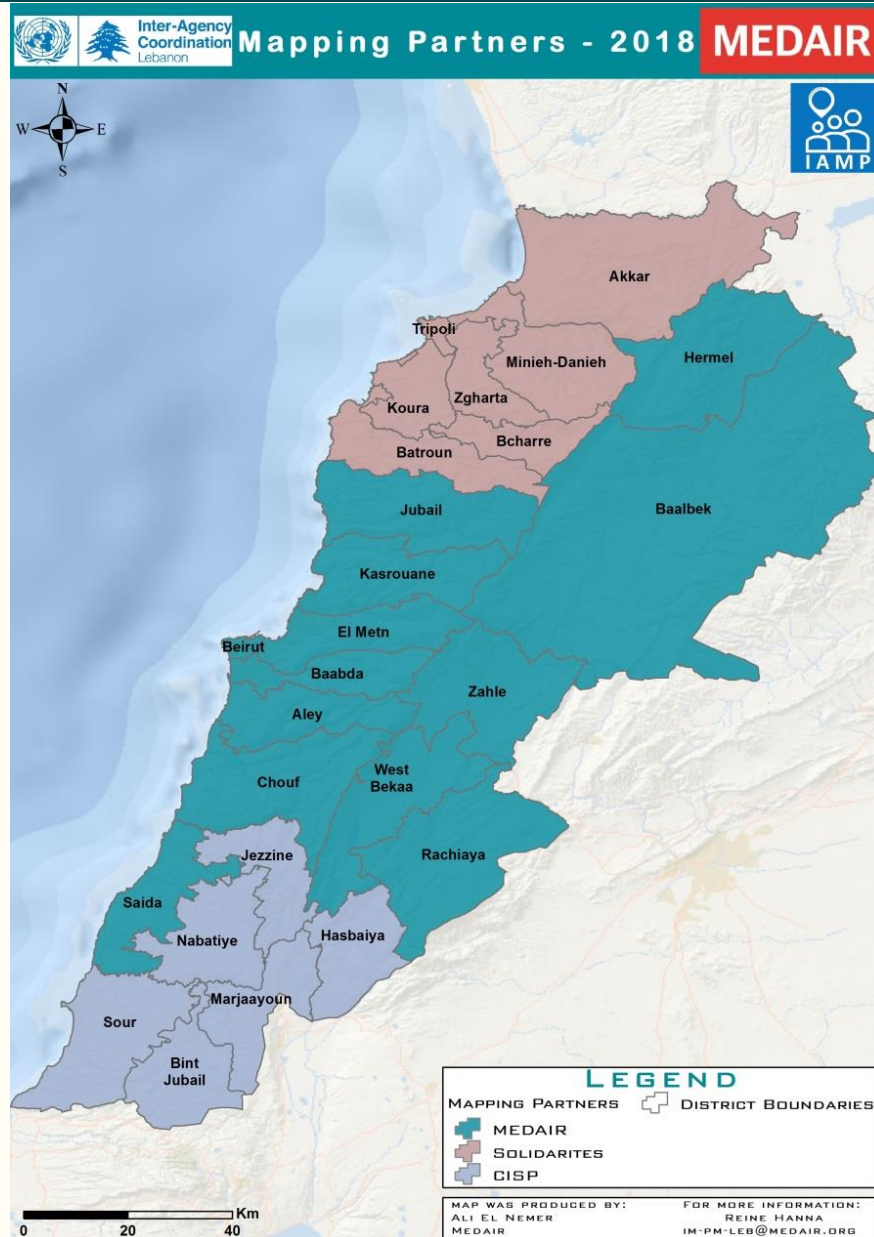 Inter-Agency
Coordination
Lebanon
Mapping Partners - 2018
MEDAIR
N
W E
S
IAMP
Akkar
Tripoli
Hermel
Minieh-Danieh
Zgharta
Koura
Bcharre
Batroun
Jubail
Baalbek
Kasrouane
El Metn
Beirut
Baabda
Zahle
Aley
West
Bekaa
Chouf
Jezzine
Rachiaya
Saida
Hasbaiya
Nabatiye
Marjaayoun
Sour
Bint
Jubail
LEGEND
MAPPING PARTNERS DISTRICT BOUNDARIES
MEDAIR
SOLIDARITES
CISP
Km
0 20 40
MAP WAS PRODUCED BY:
ALI EL NEMER
MEDAIR
FOR MORE INFORMATION:
REINE HANNA
IM-PM-LEB@MEDAIR.ORG